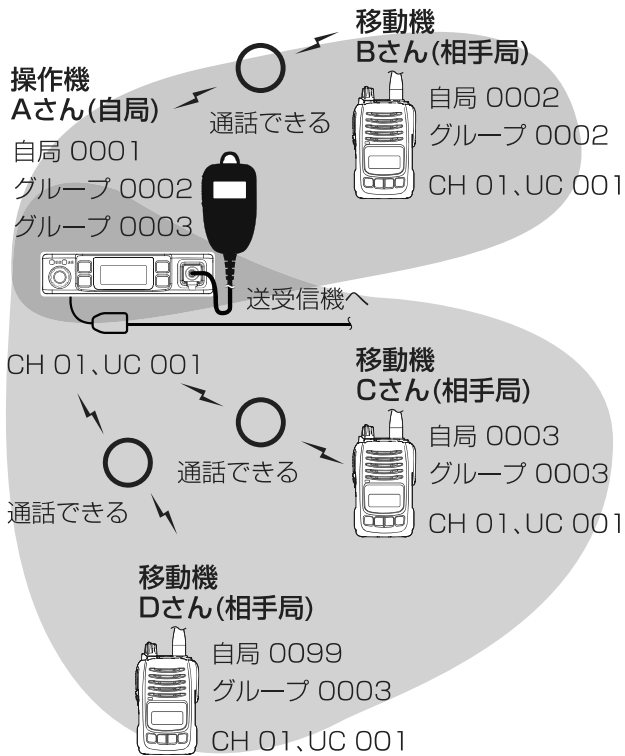 移動機
Bさん(相手局)
自局 0002
グループ 0002
CH 01、UC 001
操作機
Aさん(自局)
自局 0001
グループ 0002
グループ 0003
通話できる
送受信機へ
CH 01、UC 001
移動機
Cさん(相手局)
自局 0003
グループ 0003
CH 01、UC 001
通話できる
通話できる
移動機
Dさん(相手局)
自局 0099
グループ 0003
CH 01、UC 001